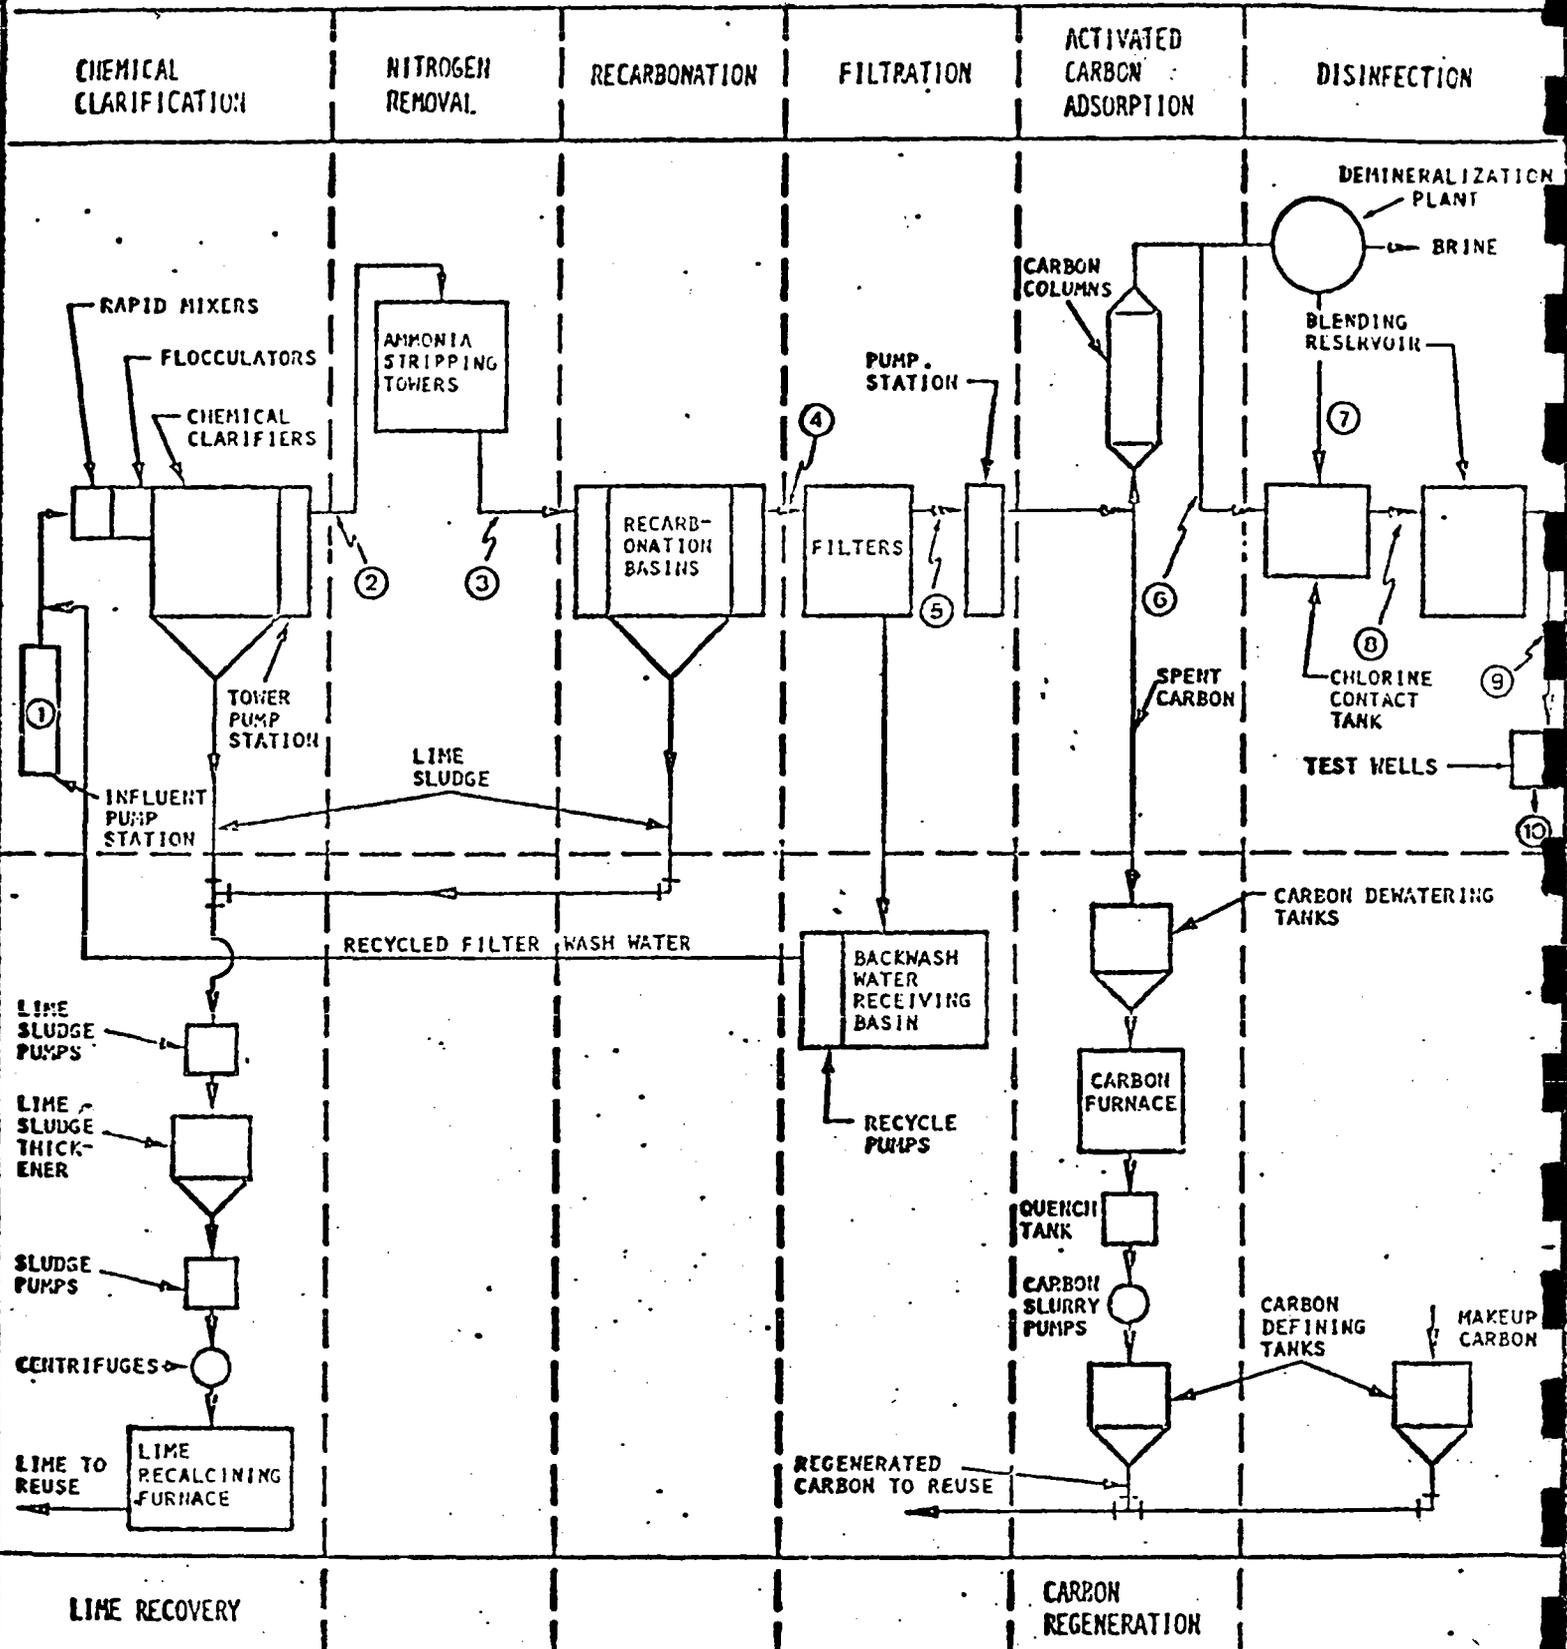 CHEMICAL
CLARIFICATION
NITROGEN
REMOVAL
RECARBONATION
FILTRATION
ACTIVATED
CARBON
ADSORPTION
DISINFECTION
DEMINERALIZATION
PLANT
BRINE
CARBON
COLUMNS
RAPID MIXERS
FLOCCULATORS
CHEMICAL
CLARIFIERS
AMMONIA
STRIPPING
TOWERS
PUMP.
STATION
BLENDING
RESERVOIR
4
7
RECARB-
ONATION
BASINS
FILTERS
2
3
5
6
8
9
1
TOWER
PUMP
STATION
SPENT
CARBON
CHLORINE
CONTACT
TANK
LIME
SLUDGE
TEST WELLS
INFLUENT
PUMP
STATION
10
CARBON DEWATERING
TANKS
RECYCLED FILTER WASH WATER
BACKWASH
WATER
RECEIVING
BASIN
LIME
SLUDGE
PUMPS
CARBON
FURNACE
LIME
SLUDGE
THICK-
ENER
RECYCLE
PUMPS
QUENCH
TANK
SLUDGE
PUMPS
CARBON
SLURRY
PUMPS
CARBON
DEFINING
TANKS
MAKEUP
CARBON
CENTRIFUGES
LIME
RECALCINING
FURNACE
LIME TO
REUSE
REGENERATED
CARBON TO REUSE
LIME RECOVERY
CARBON
REGENERATION